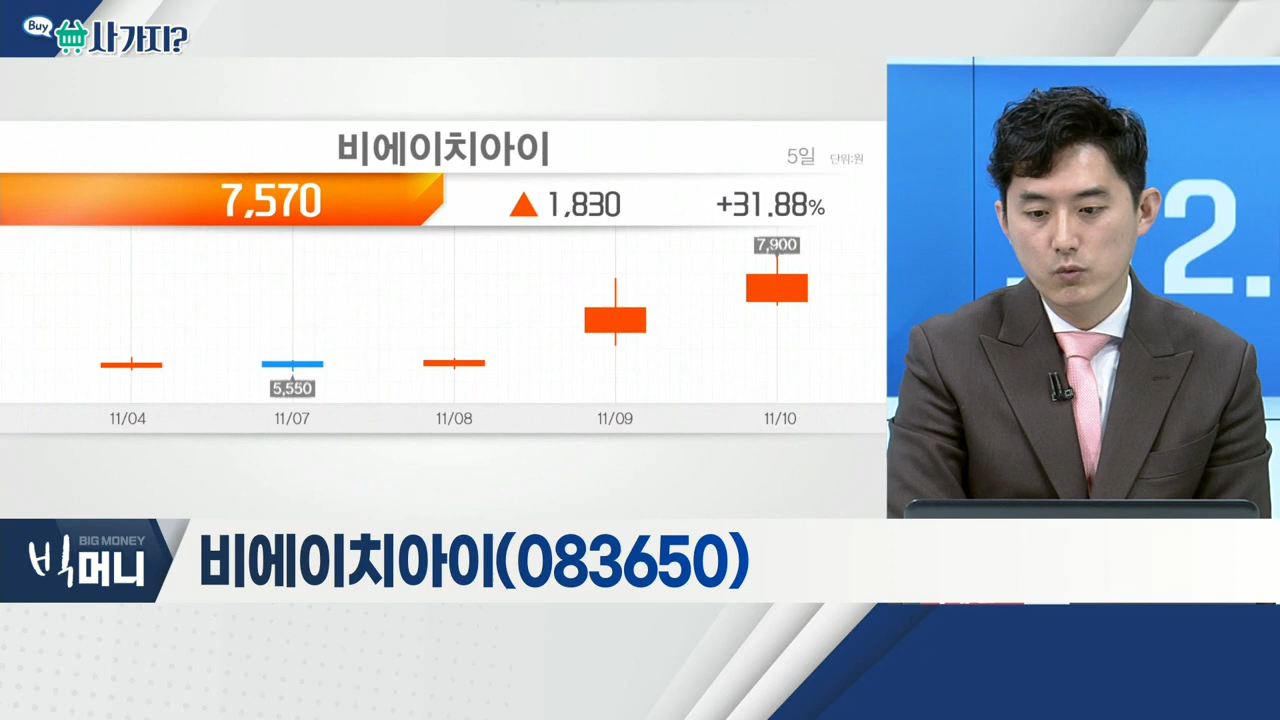 Buy
사 가지?
비에이치아이
5일 단위:원
7,570 ▲ 1,830 +31.88%
7,900
5,550
11/04 11/07 11/08 11/09 11/10
2.
BIG MONEY
빅머니
비에이치아이(083650)